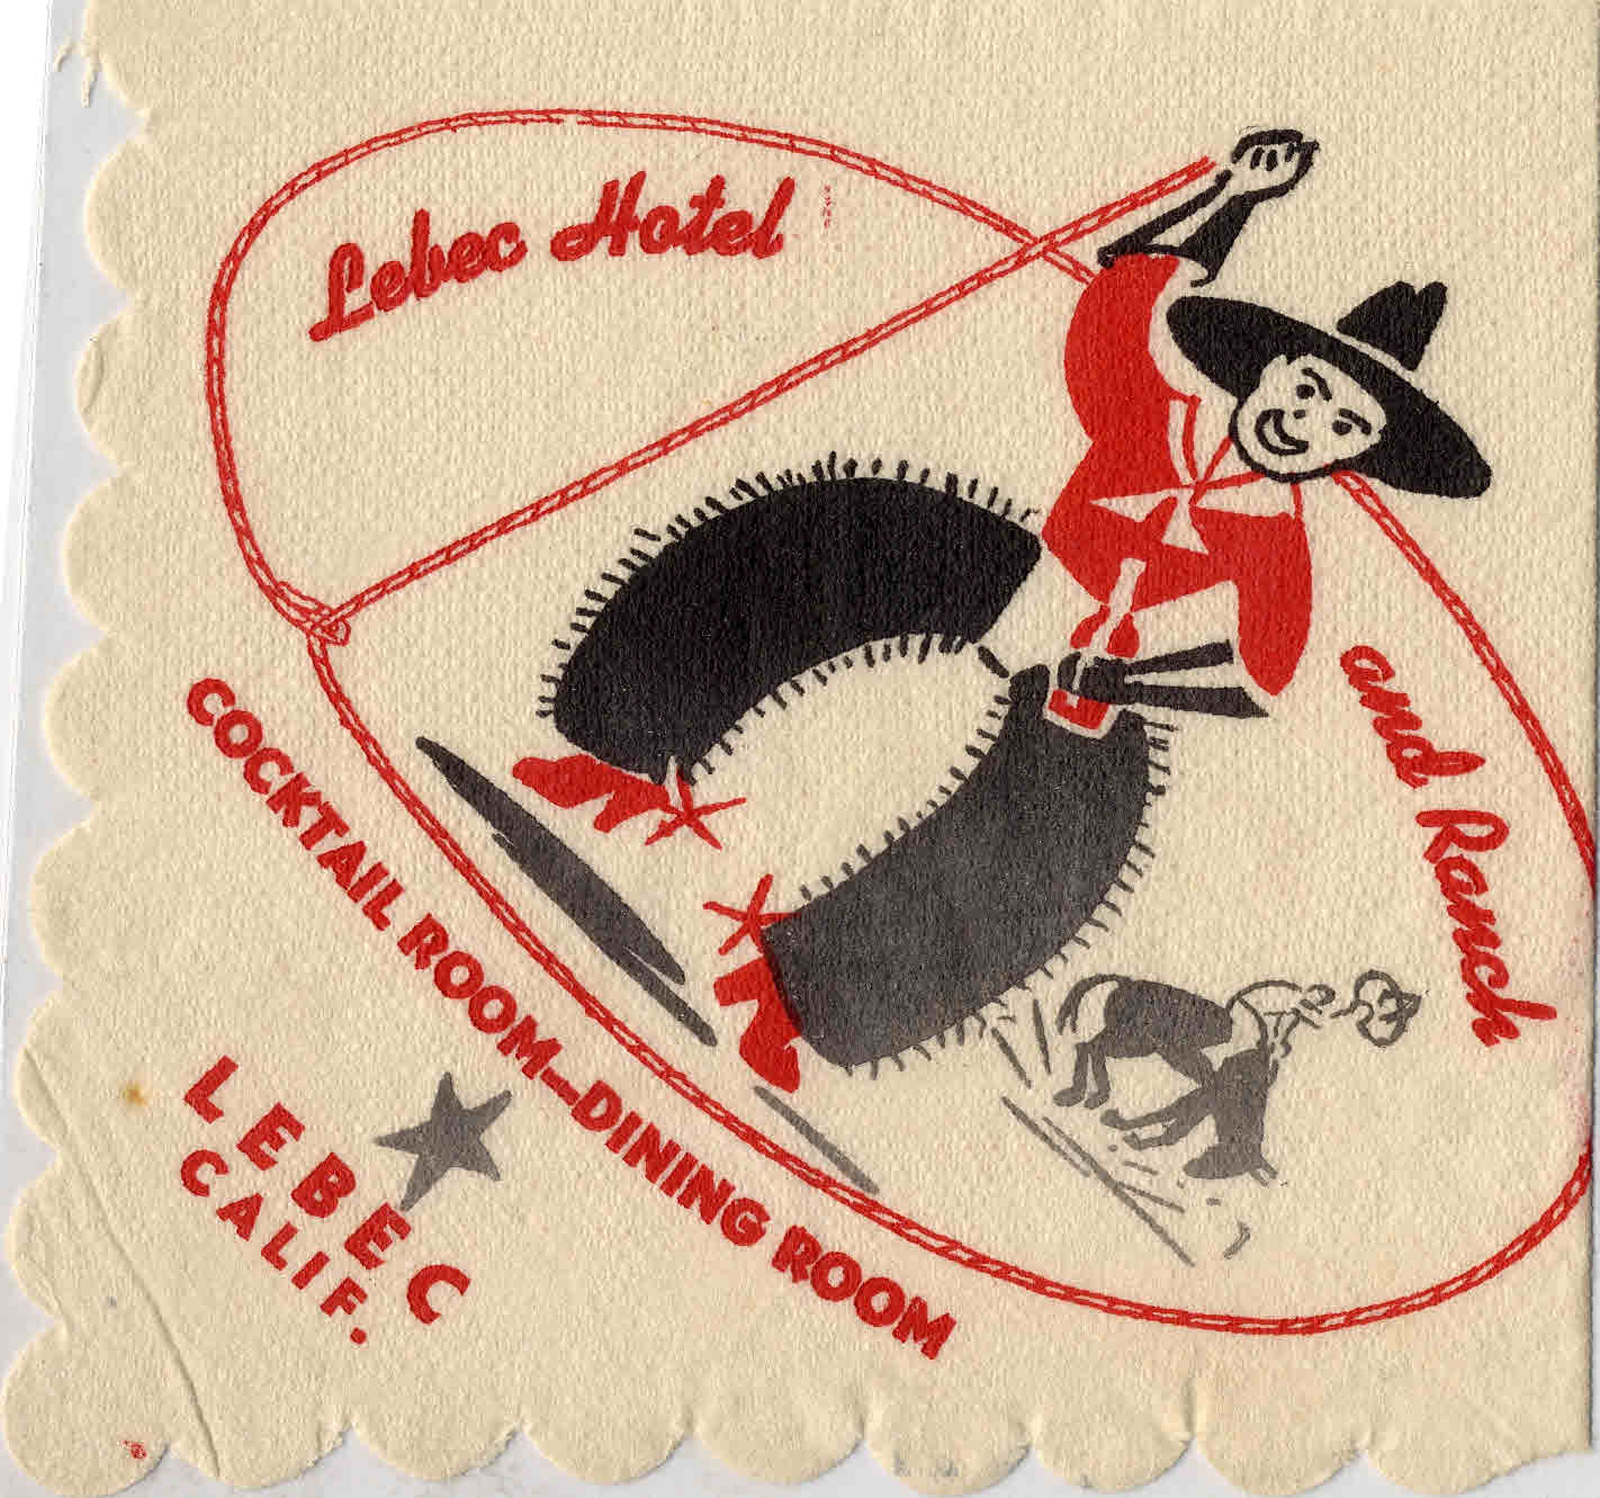 Lebec Hotel
and Ranch
COCKTAIL ROOM—DINING ROOM
LEBEC
CALIF.